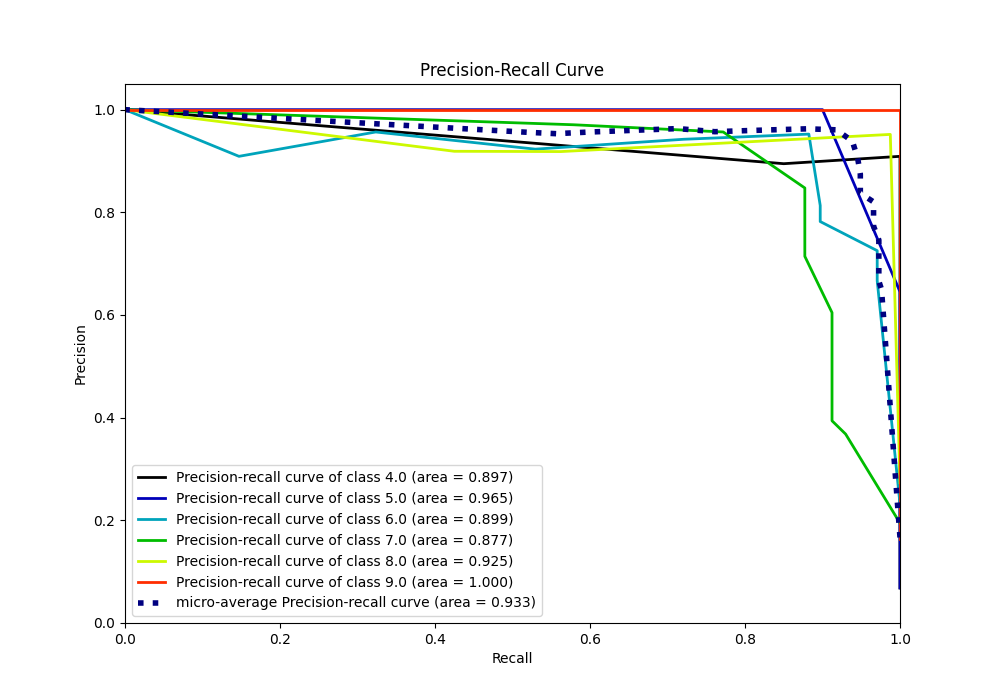 Precision-Recall Curve
1.0
0.8
0.6
0.4
0.2
0.0
Precision
Precision-recall curve of class 4.0 (area = 0.897)
Precision-recall curve of class 5.0 (area = 0.965)
Precision-recall curve of class 6.0 (area = 0.899)
Precision-recall curve of class 7.0 (area = 0.877)
Precision-recall curve of class 8.0 (area = 0.925)
Precision-recall curve of class 9.0 (area = 1.000)
micro-average Precision-recall curve (area = 0.933)
0.0 0.2 0.4 0.6 0.8 1.0
Recall